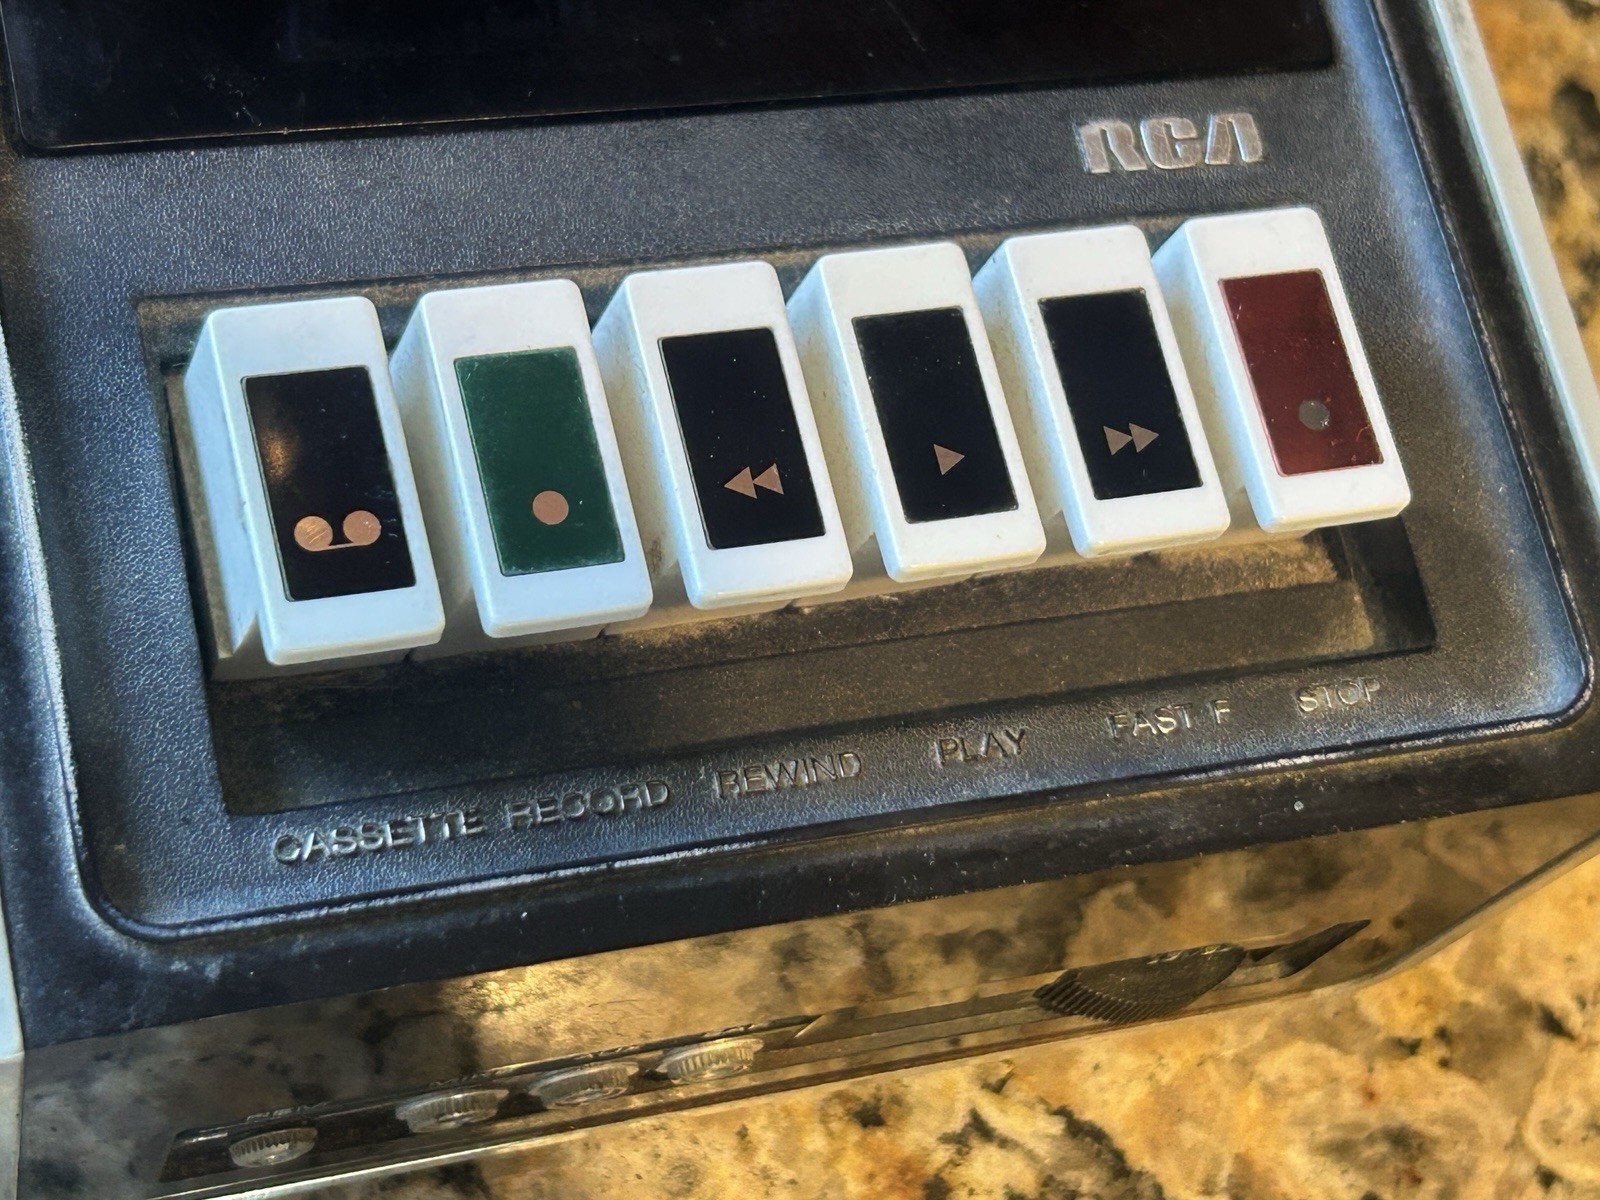 RCA
CASSETTE RECORD REWIND PLAY FAST F STOP